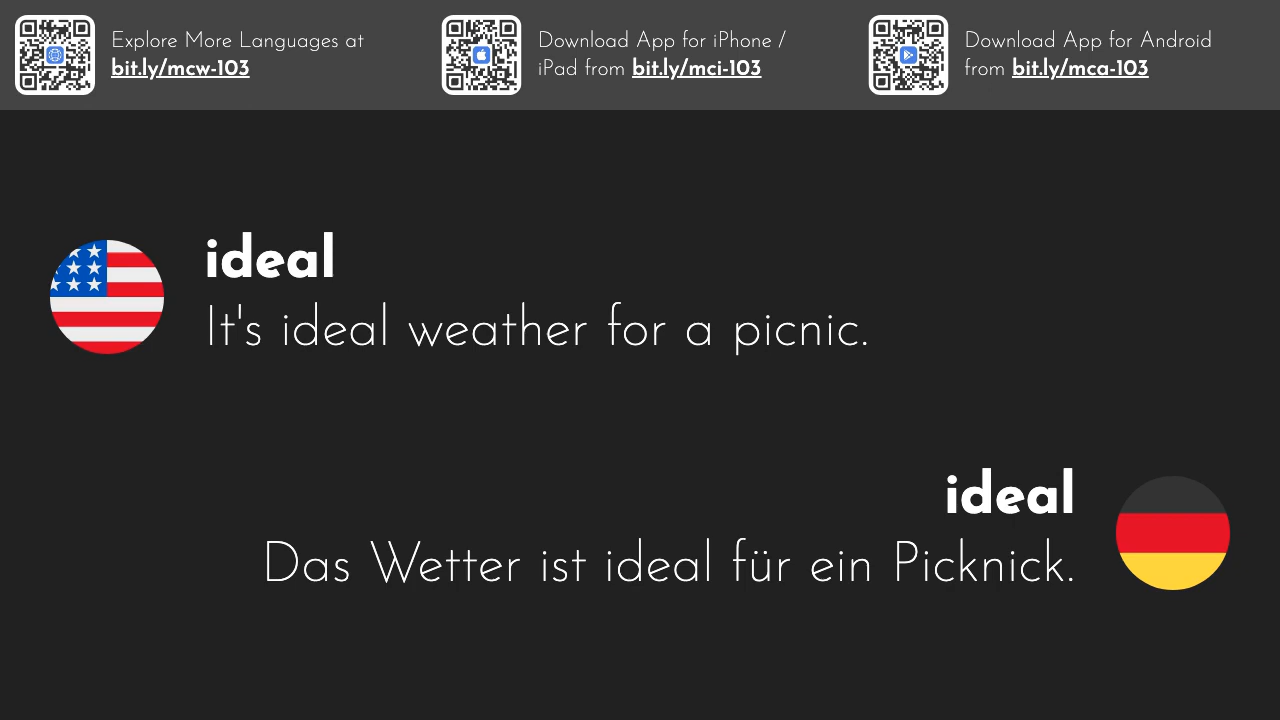 Explore More Languages at
bit.ly/mcw-103
Download App for iPhone /
iPad from bit.ly/mci-103
Download App for Android
from bit.ly/mca-103
ideal
It's ideal weather for a picnic.
ideal
Das Wetter ist ideal für ein Picknick.